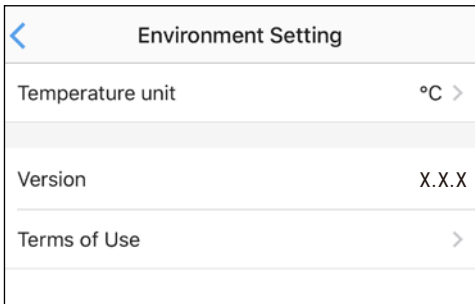 Environment Setting
Temperature unit °C
Version X.X.X
Terms of Use